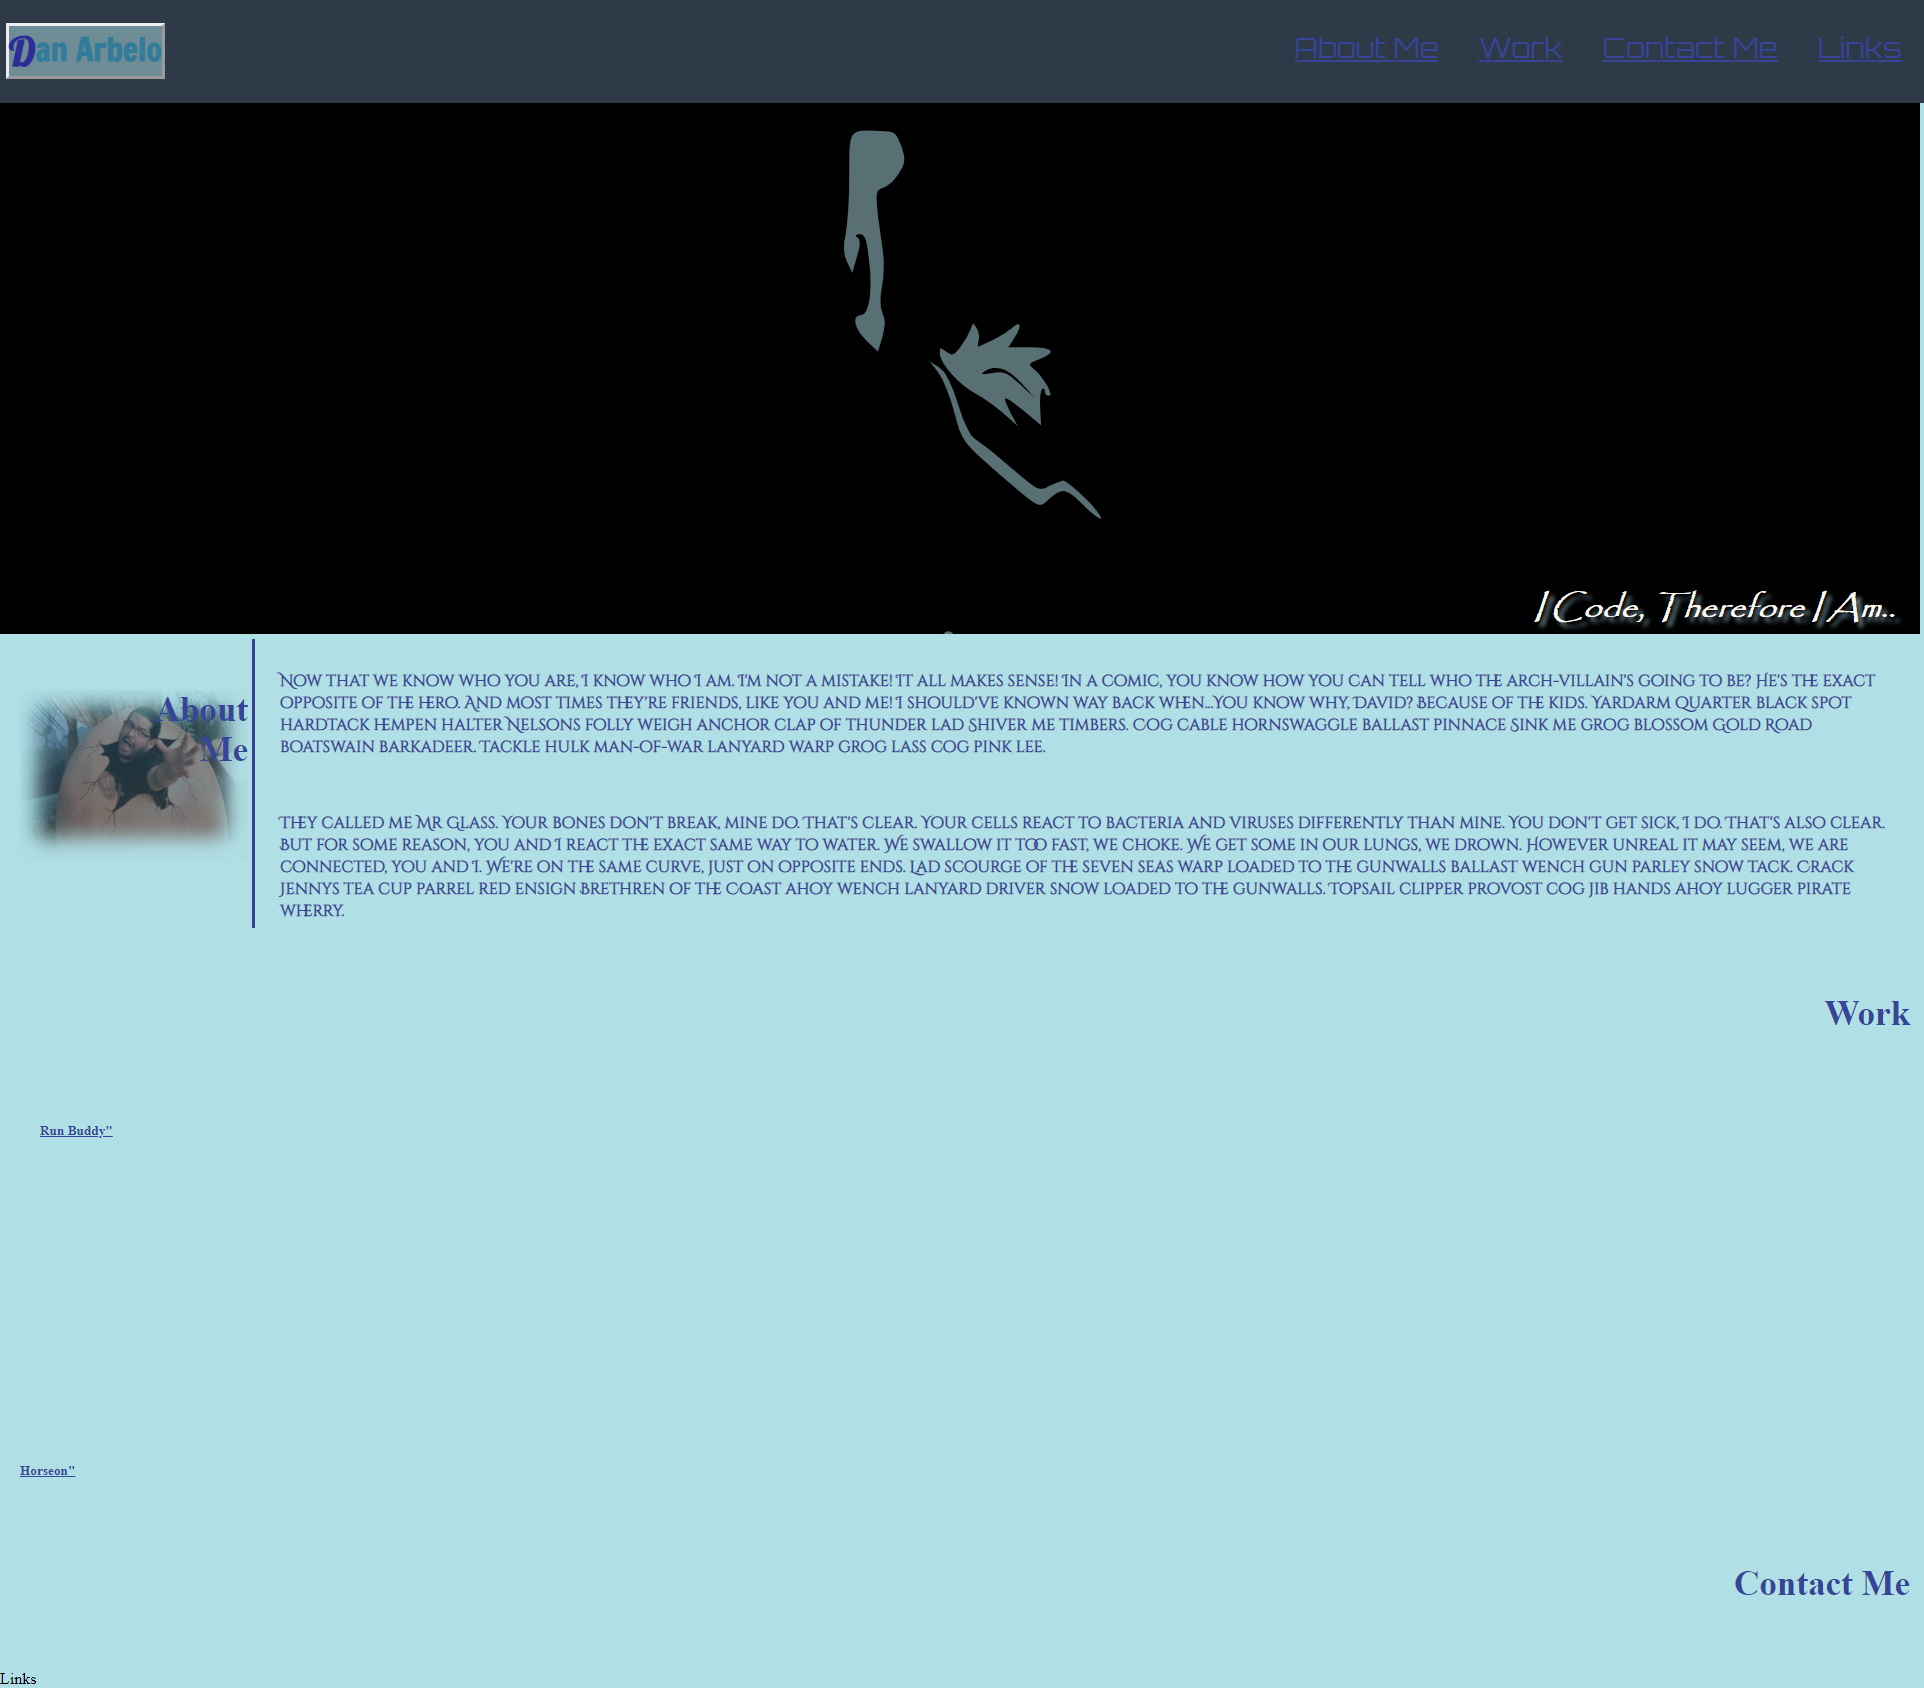 Dan Arbelo
About Me Work Contact Me Links
I Code, Therefore I Am..
About
Me
Now that we know who you are, I know who I am. I'm not a mistake! It all makes sense! In a comic, you know how you can tell who the arch-villain's going to be? He's the exact
opposite of the hero. And most times they're friends, like you and me! I should've known way back when...You know why, David? Because of the kids. Yardarm Quarter black spot
hardtack hempen halter Nelsons folly weigh anchor clap of thunder lad Shiver me timbers. Cog cable hornswaggle ballast pinnace Sink me grog blossom Gold Road
boatswain barkadeer. Tackle hulk man-of-war lanyard warp grog lass cog pink lee.
They called me Mr Glass. Your bones don't break, mine do. That's clear. Your cells react to bacteria and viruses differently than mine. You don't get sick, I do. That's also clear.
But for some reason, you and I react the exact same way to water. We swallow it too fast, we choke. We get some in our lungs, we drown. However unreal it may seem, we are
connected, you and I. We're on the same curve, just on opposite ends. Lad scourge of the seven seas warp loaded to the gunwalls ballast wench gun parley snow tack. Crack
Jennys tea cup parrel red ensign Brethren of the Coast ahoy wench lanyard driver snow loaded to the gunwalls. Topsail clipper provost cog jib hands ahoy lugger pirate
wherry.
Work
Run Buddy"
Horseon"
Contact Me
Links